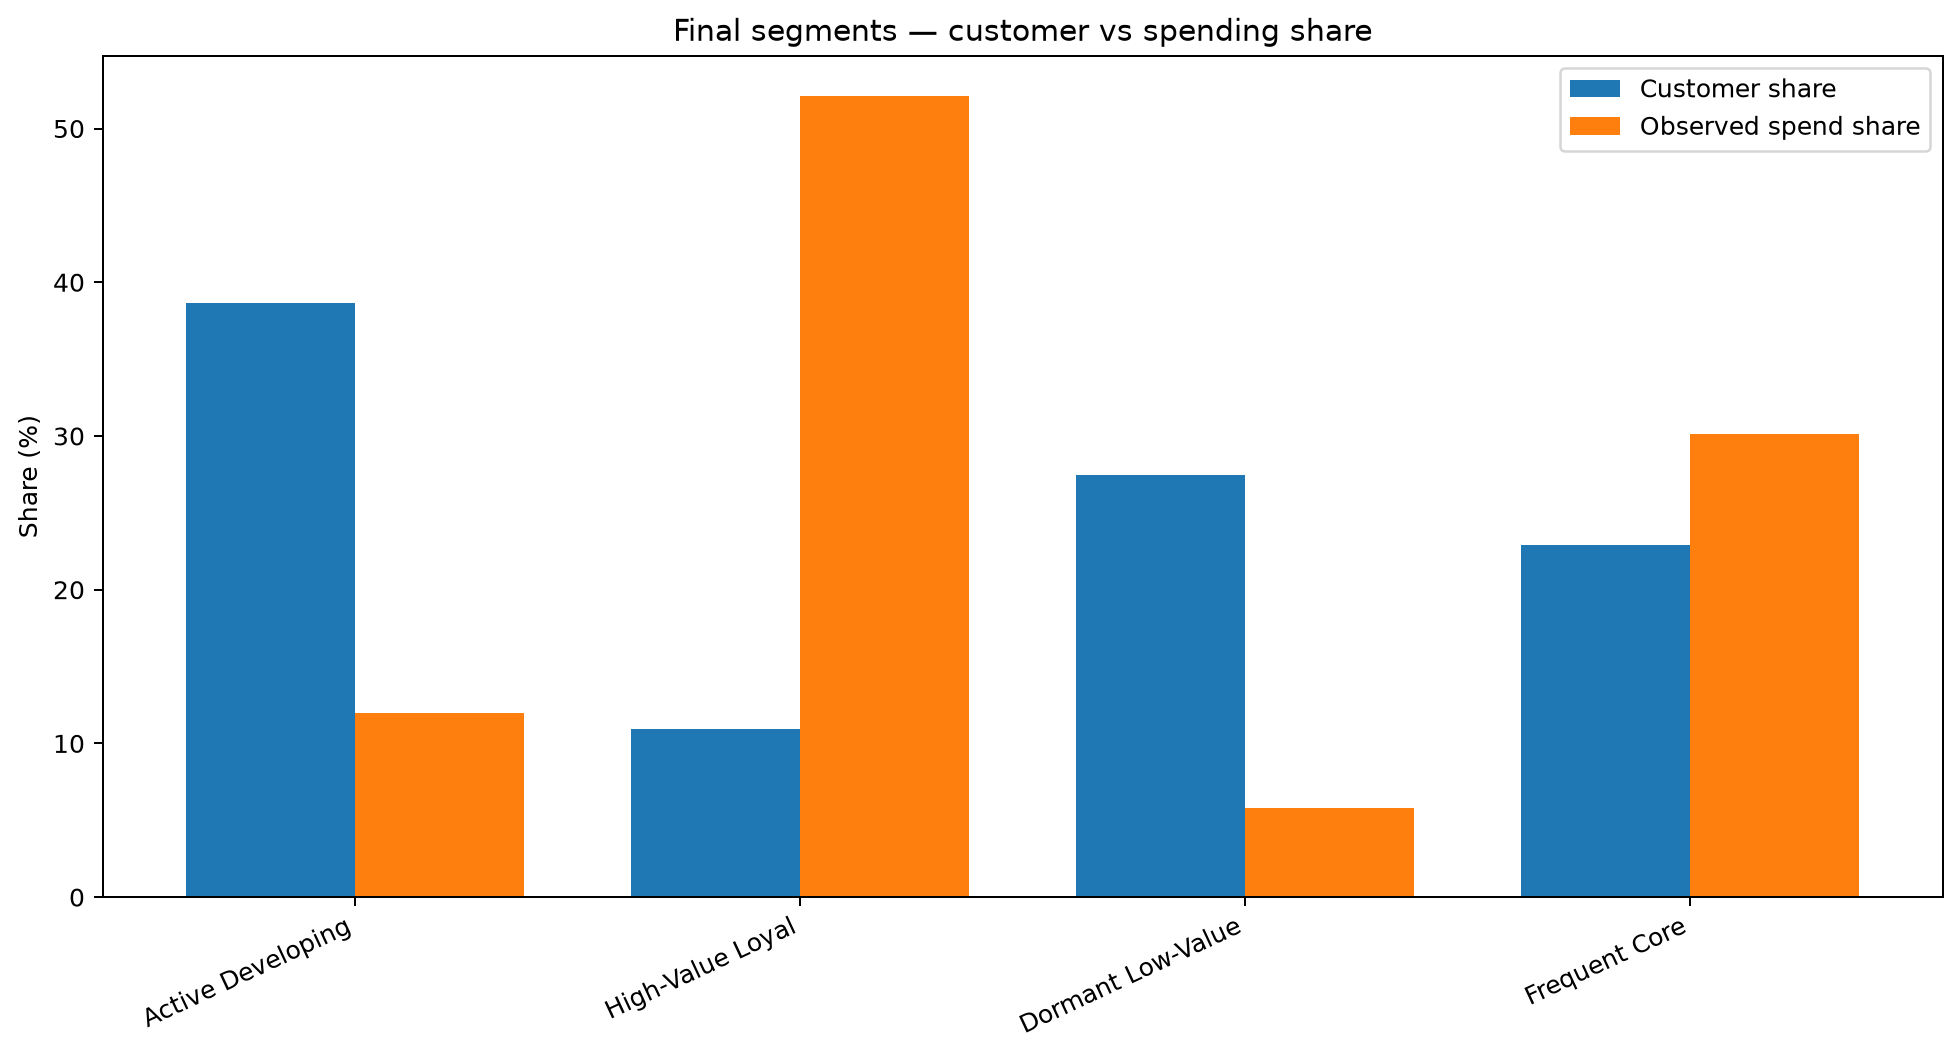 Final segments — customer vs spending share
Customer share
Observed spend share
Share (%)
50
40
30
20
10
0
Active Developing
High-Value Loyal
Dormant Low-Value
Frequent Core